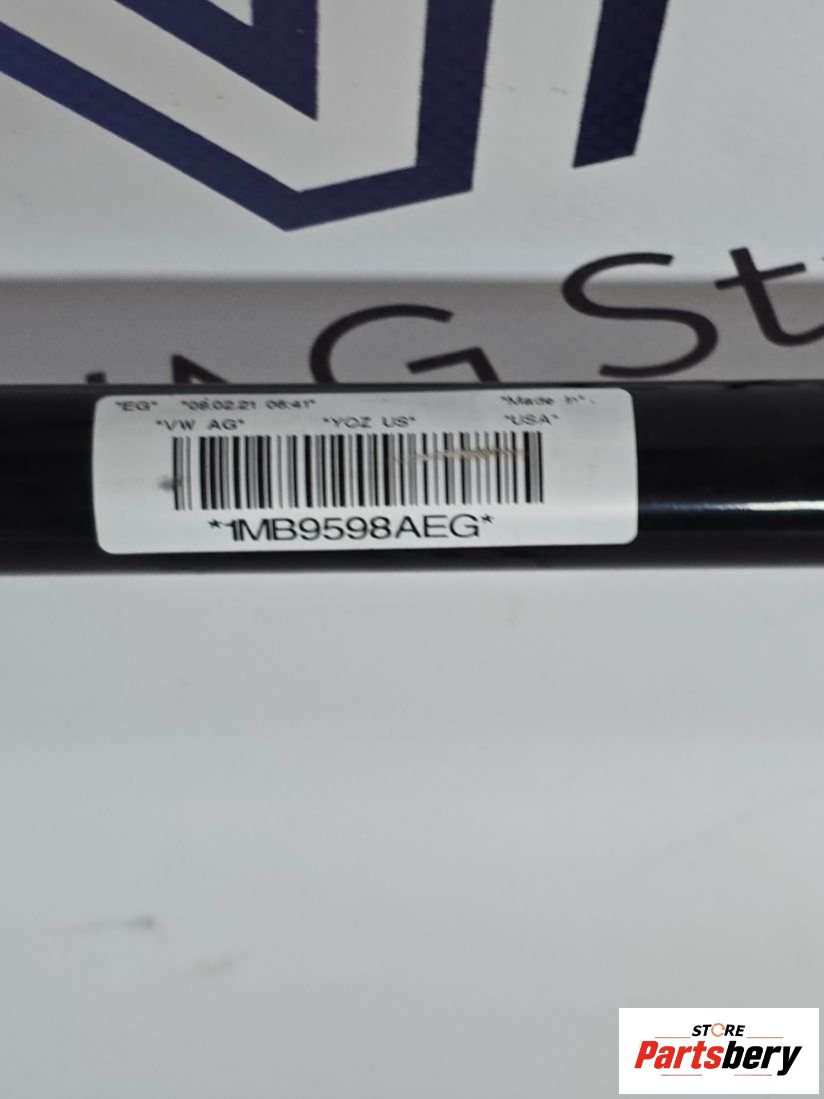 AG St
"EG" "09.02.21 06:41" "Made In"
"VW AG" "YOZ US" "USA"
*1MB9598AEG*
STORE
Partsbery